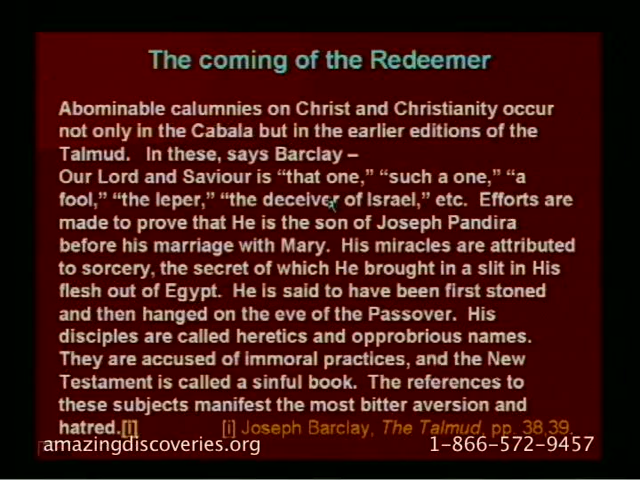 The coming of the Redeemer
Abominable calumnies on Christ and Christianity occur
not only in the Cabala but in the earlier editions of the
Talmud. In these, says Barclay –
Our Lord and Saviour is “that one,” “such a one,” “a
fool,” “the leper,” “the deceiver of Israel,” etc. Efforts are
made to prove that He is the son of Joseph Pandira
before his marriage with Mary. His miracles are attributed
to sorcery, the secret of which He brought in a slit in His
flesh out of Egypt. He is said to have been first stoned
and then hanged on the eve of the Passover. His
disciples are called heretics and opprobrious names.
They are accused of immoral practices, and the New
Testament is called a sinful book. The references to
these subjects manifest the most bitter aversion and
hatred.[i] [i] Joseph Barclay, The Talmud, pp. 38,39.
amazingdiscoveries.org 1-866-572-9457